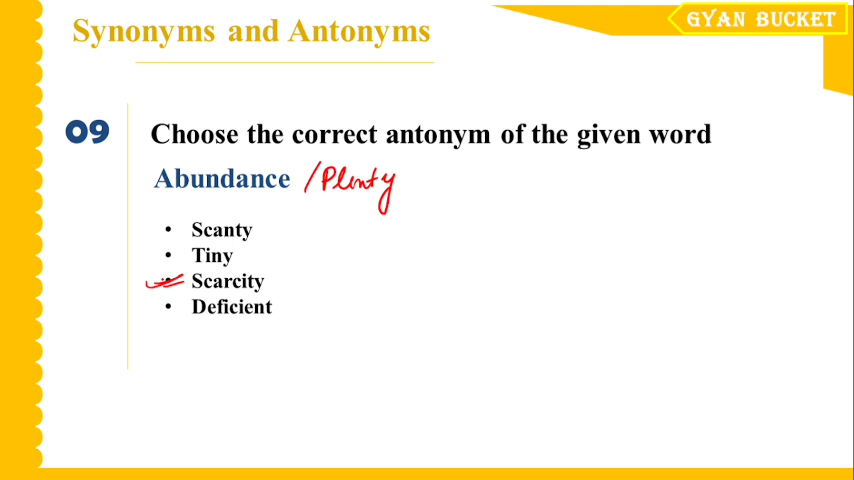 Synonyms and Antonyms
GYAN BUCKET
09
Choose the correct antonym of the given word
Abundance /Plenty
• Scanty
• Tiny
• Scarcity
• Deficient